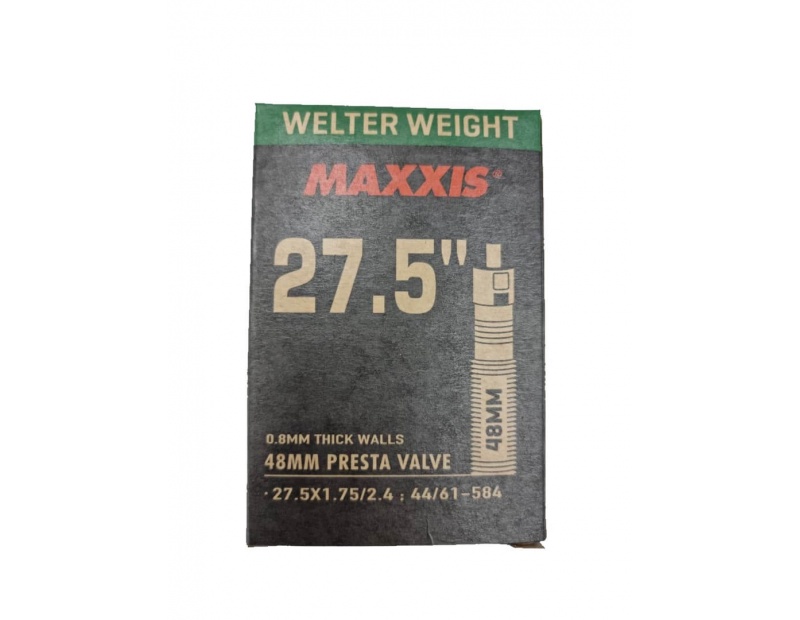 WELTER WEIGHT
MAXXIS®
27.5"
48MM
0.8MM THICK WALLS
48MM PRESTA VALVE
· 27.5X1.75/2.4 ; 44/61-584